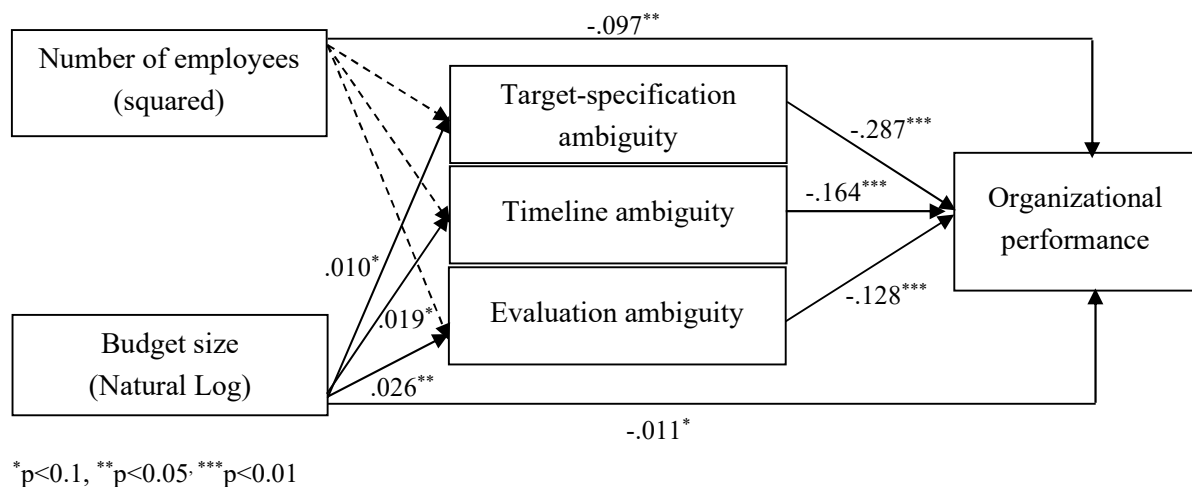 -.097**
Number of employees
(squared)
Target-specification
ambiguity
-.287***
Timeline ambiguity
-.164***
Organizational
performance
.010*
Evaluation ambiguity
-.128***
.019*
Budget size
(Natural Log)
.026**
-.011*
*p<0.1, **p<0.05, ***p<0.01